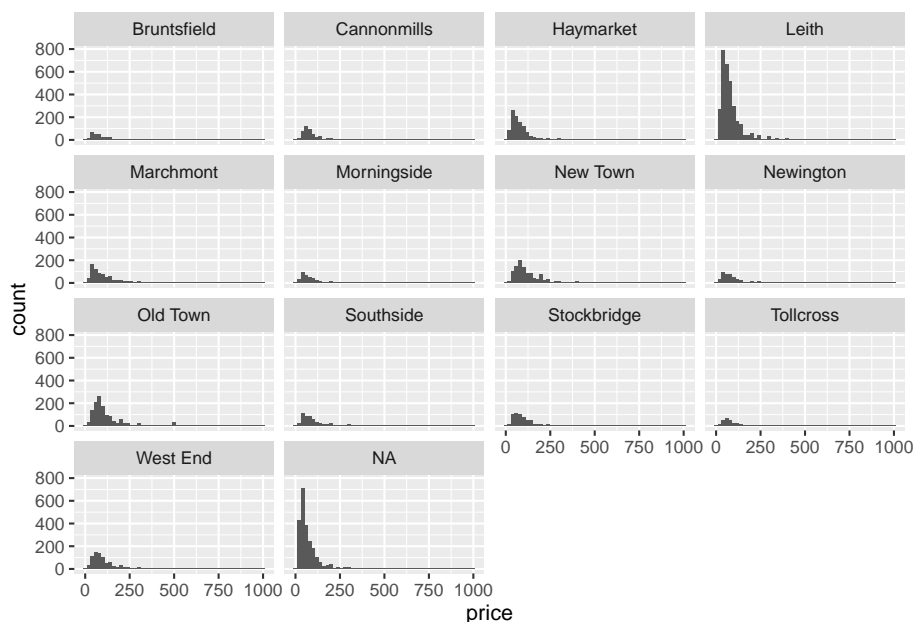 Bruntsfield Cannonmills Haymarket Leith
800
600
400
200
0
Marchmont Morningside New Town Newington
800
600
400
200
0
Old Town Southside Stockbridge Tollcross
800
600
400
200
0
0 250 500 750 1000 0 250 500 750 1000
West End NA
800
600
400
200
0
0 250 500 750 1000 0 250 500 750 1000
price
count